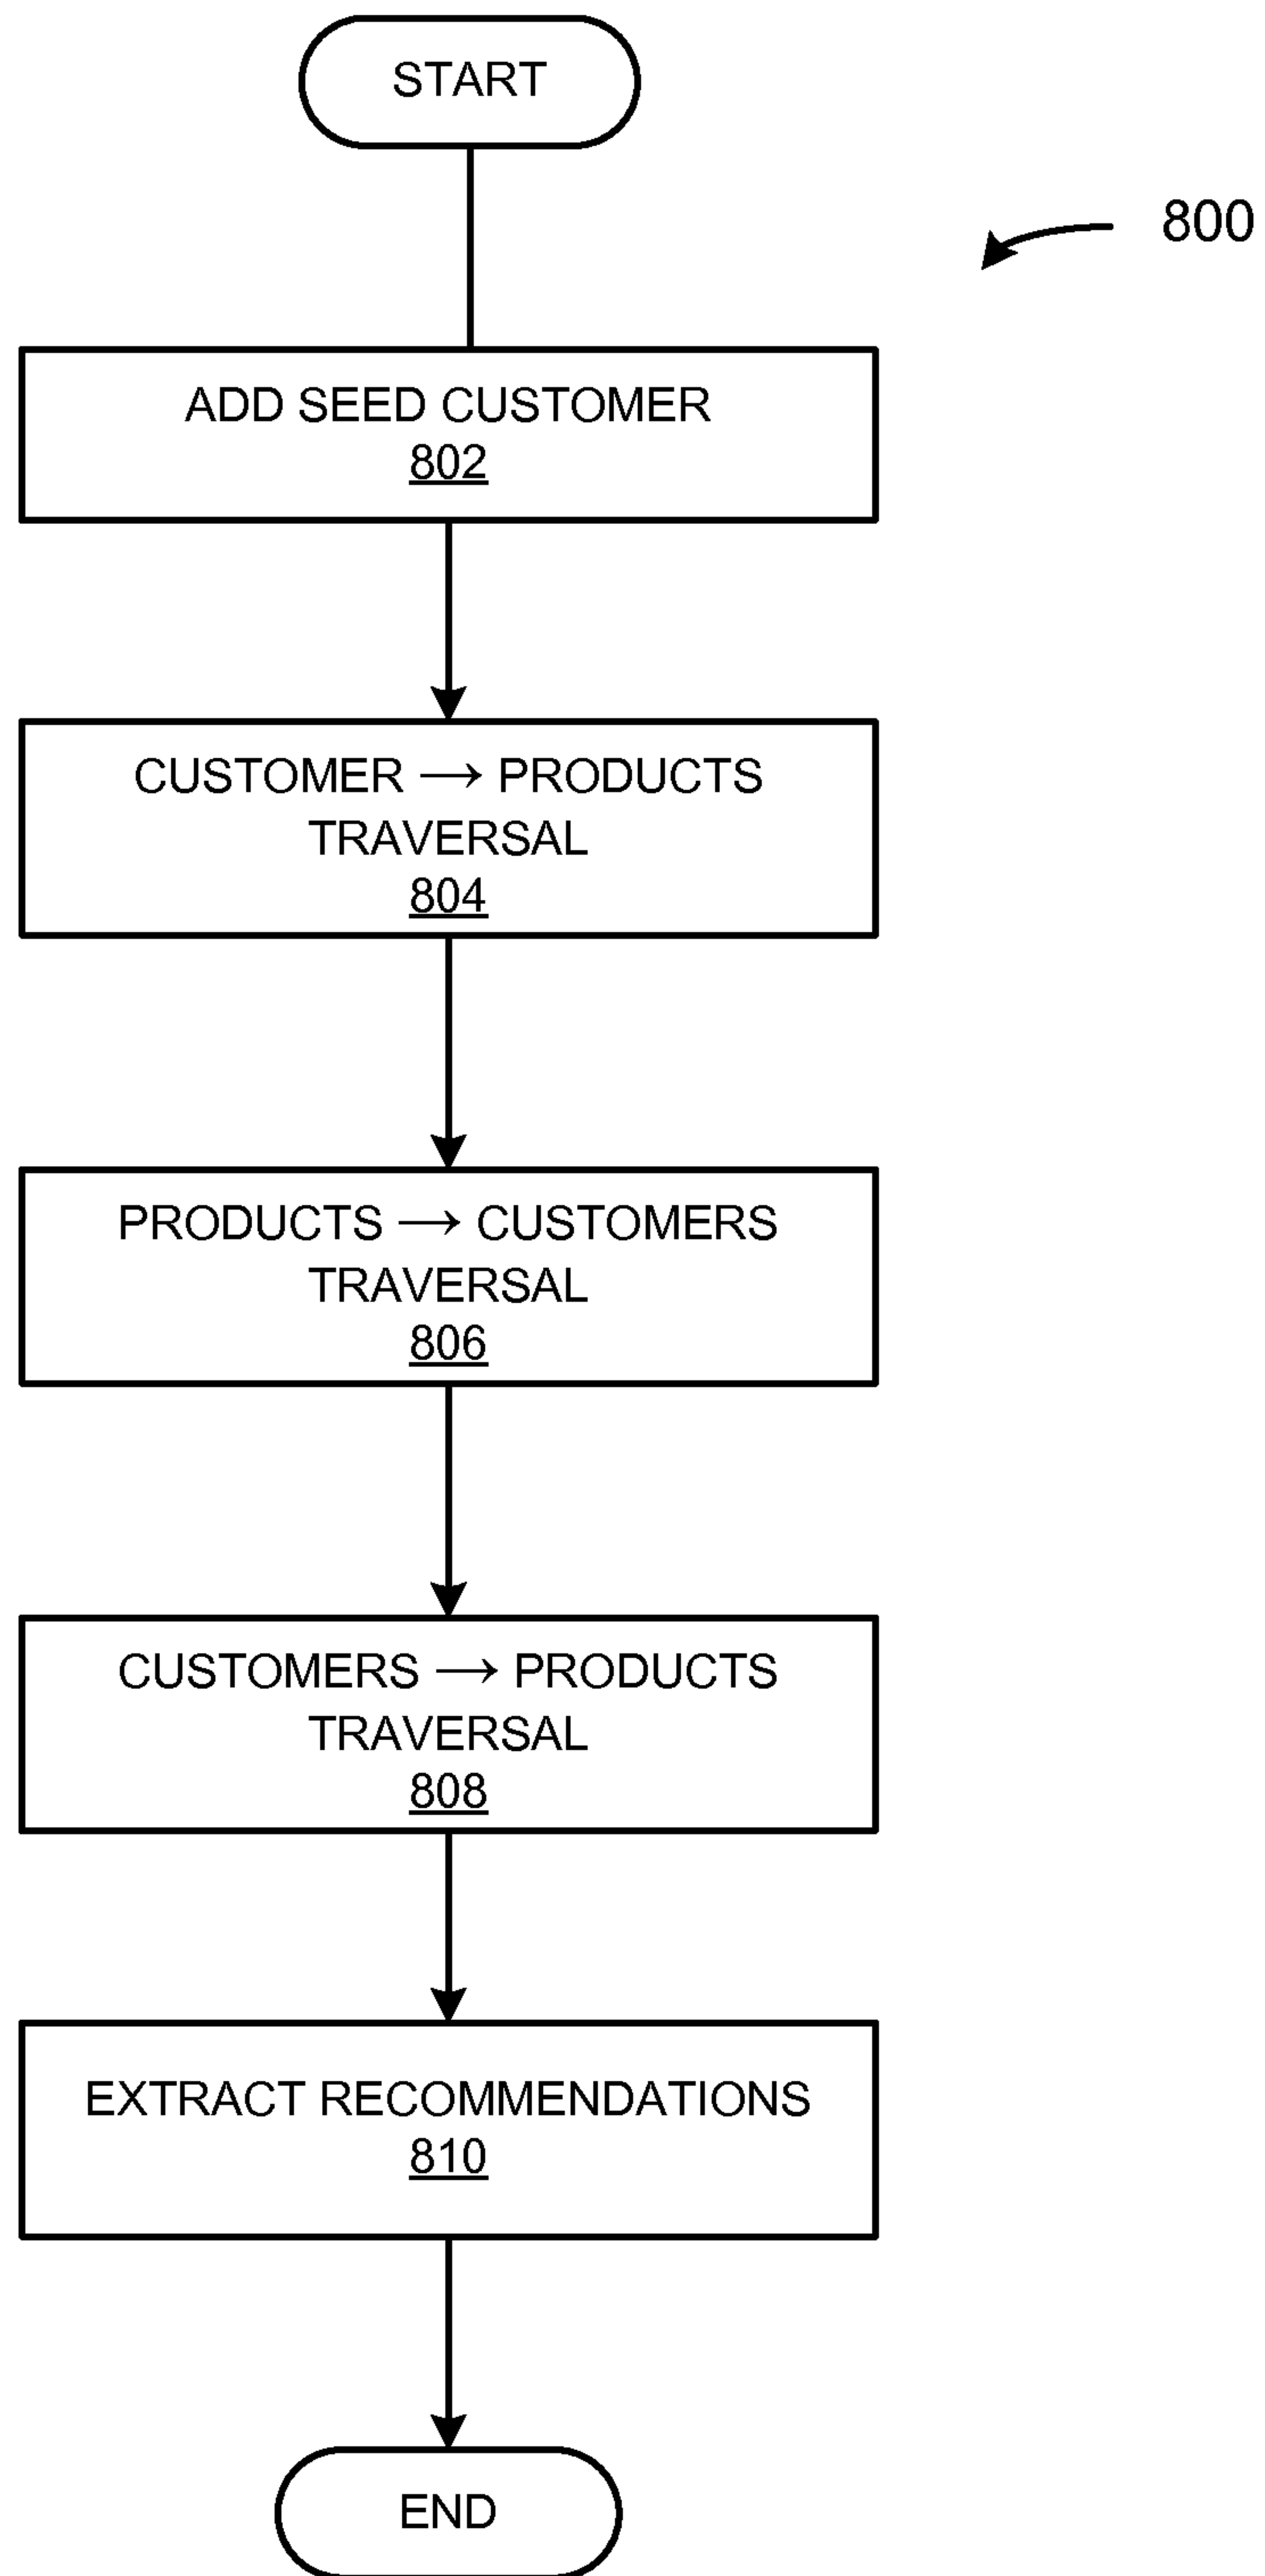 START
800
ADD SEED CUSTOMER
802
CUSTOMER → PRODUCTS
TRAVERSAL
804
PRODUCTS → CUSTOMERS
TRAVERSAL
806
CUSTOMERS → PRODUCTS
TRAVERSAL
808
EXTRACT RECOMMENDATIONS
810
END